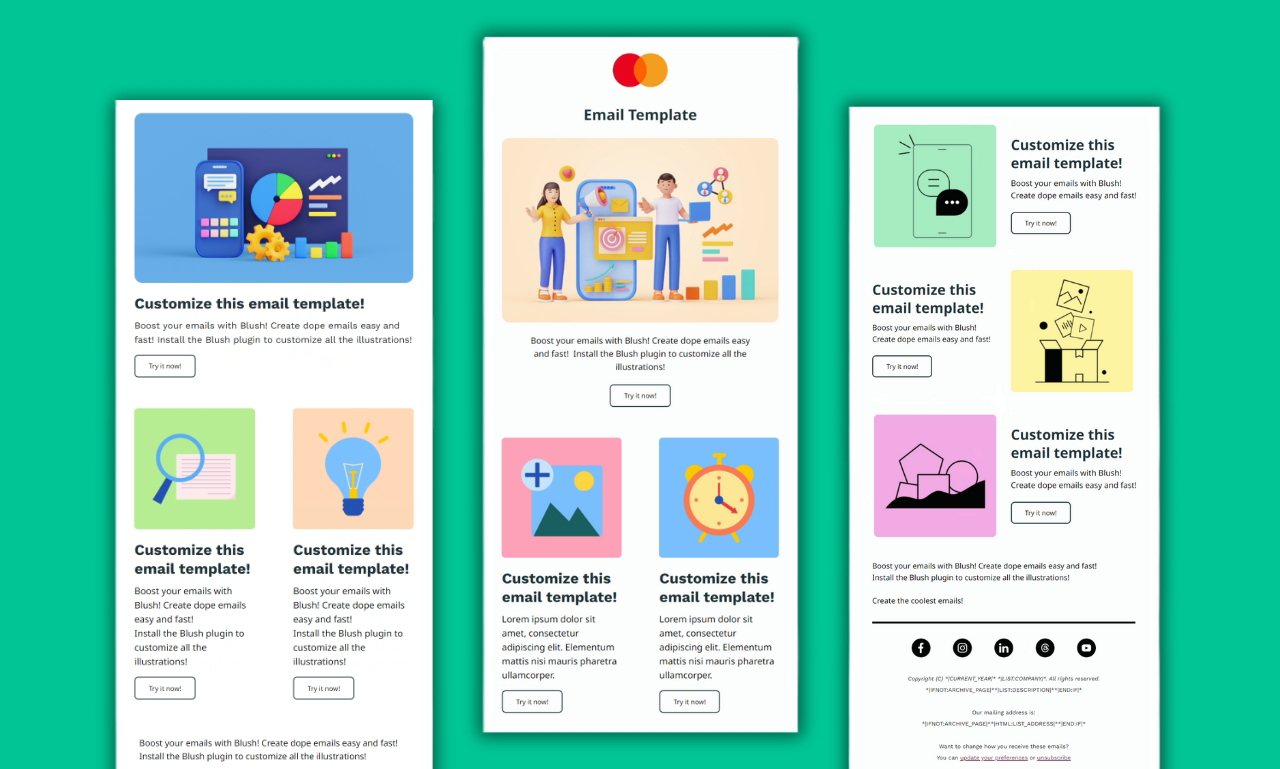 Customize this email template!
Boost your emails with Blush! Create dope emails easy and
fast! Install the Blush plugin to customize all the illustrations!
Try it now!
Customize this
email template!
Boost your emails with
Blush! Create dope emails
easy and fast!
Install the Blush plugin to
customize all the
illustrations!
Try it now!
Customize this
email template!
Boost your emails with
Blush! Create dope emails
easy and fast!
Install the Blush plugin to
customize all the
illustrations!
Try it now!
Boost your emails with Blush! Create dope emails easy and fast!
Install the Blush plugin to customize all the illustrations!
Email Template
Boost your emails with Blush! Create dope emails easy
and fast! Install the Blush plugin to customize all the
illustrations!
Try it now!
Customize this
email template!
Lorem ipsum dolor sit
amet, consectetur
adipiscing elit. Elementum
mattis nisi mauris pharetra
ullamcorper.
Try it now!
Customize this
email template!
Lorem ipsum dolor sit
amet, consectetur
adipiscing elit. Elementum
mattis nisi mauris pharetra
ullamcorper.
Try it now!
Customize this
email template!
Boost your emails with Blush!
Create dope emails easy and fast!
Try it now!
Customize this
email template!
Boost your emails with Blush!
Create dope emails easy and fast!
Try it now!
Customize this
email template!
Boost your emails with Blush!
Create dope emails easy and fast!
Try it now!
Boost your emails with Blush! Create dope emails easy and fast!
Install the Blush plugin to customize all the illustrations!
Create the coolest emails!
Copyright (C) *|CURRENT_YEAR|* *|LIST:COMPANY|*. All rights reserved.
*|IFNOT:ARCHIVE_PAGE|**|LIST:DESCRIPTION|**|END:IF|*
Our mailing address is:
*|IFNOT:ARCHIVE_PAGE|**|HTML:LIST_ADDRESS|**|END:IF|*
Want to change how you receive these emails?
You can update your preferences or unsubscribe